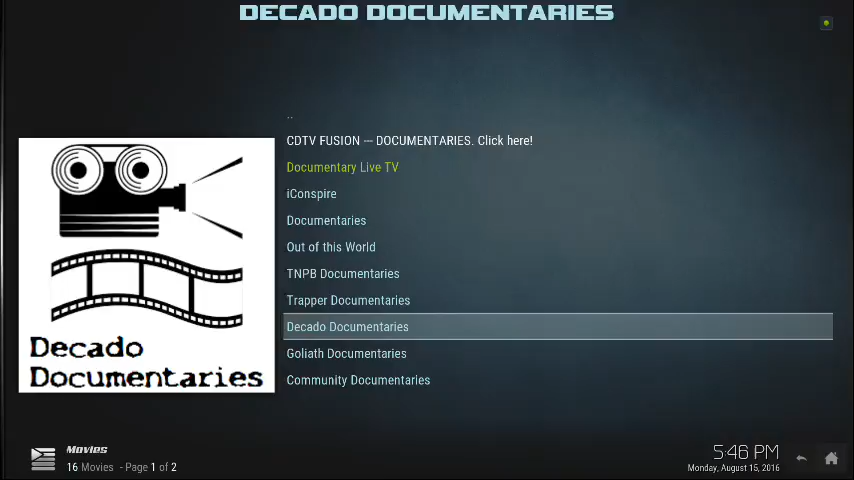 DECADO DOCUMENTARIES
..
CDTV FUSION --- DOCUMENTARIES. Click here!
Documentary Live TV
iConspire
Documentaries
Out of this World
TNPB Documentaries
Trapper Documentaries
Decado Documentaries
Goliath Documentaries
Community Documentaries
Decado
Documentaries
Movies
16 Movies - Page 1 of 2
5:46 PM
Monday, August 15, 2016